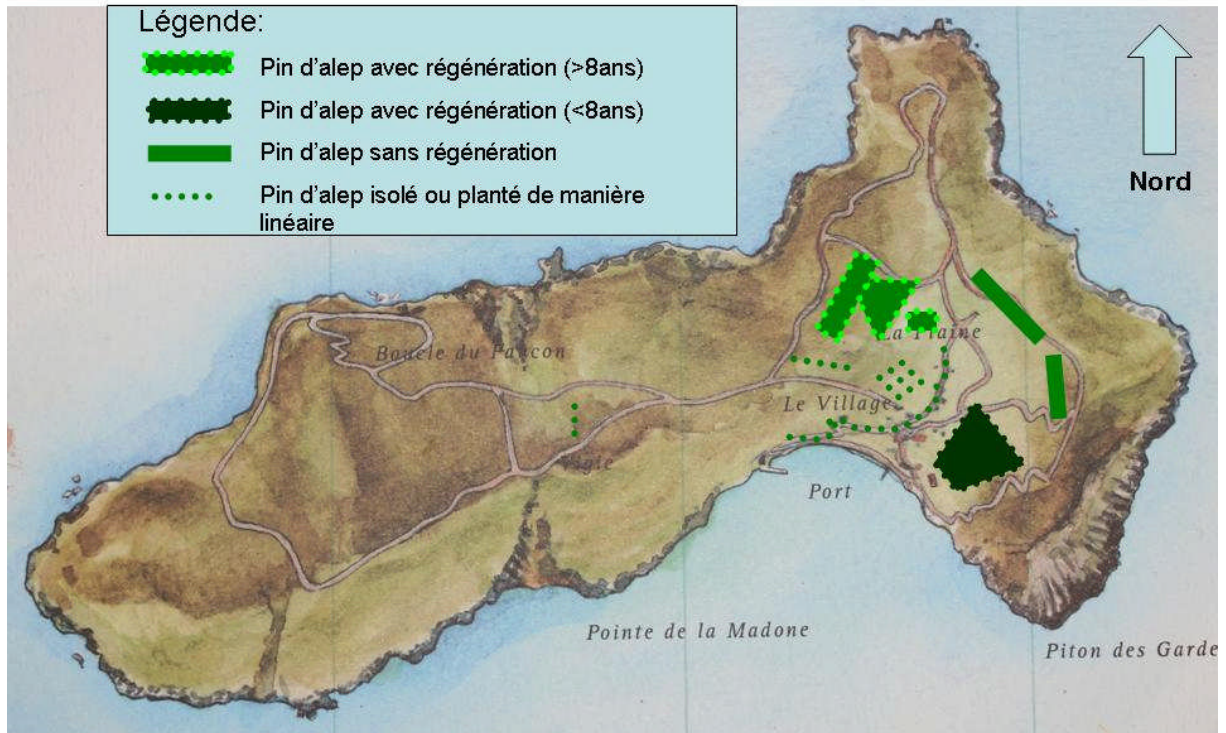 Légende:
Pin d'alep avec régénération (>8ans)
Pin d'alep avec régénération (<8ans)
Pin d'alep sans régénération
Pin d'alep isolé ou planté de manière
linéaire
Nord
La Plaine
Boucle du Faucon
Le Village
Port
Pointe de la Madone
Piton des Garde